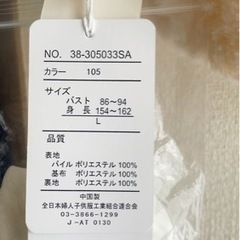 NO. 38-305033SA
カラー 105
サイズ
バスト 86～94
身 長 154～162
L
品質
表地
パイル ポリエステル 100%
基布 ポリエステル 100%
裏地 ポリエステル 100%
中国製
全日本婦人子供服工業組合連合会
03-3866-1299
J-AT 0130